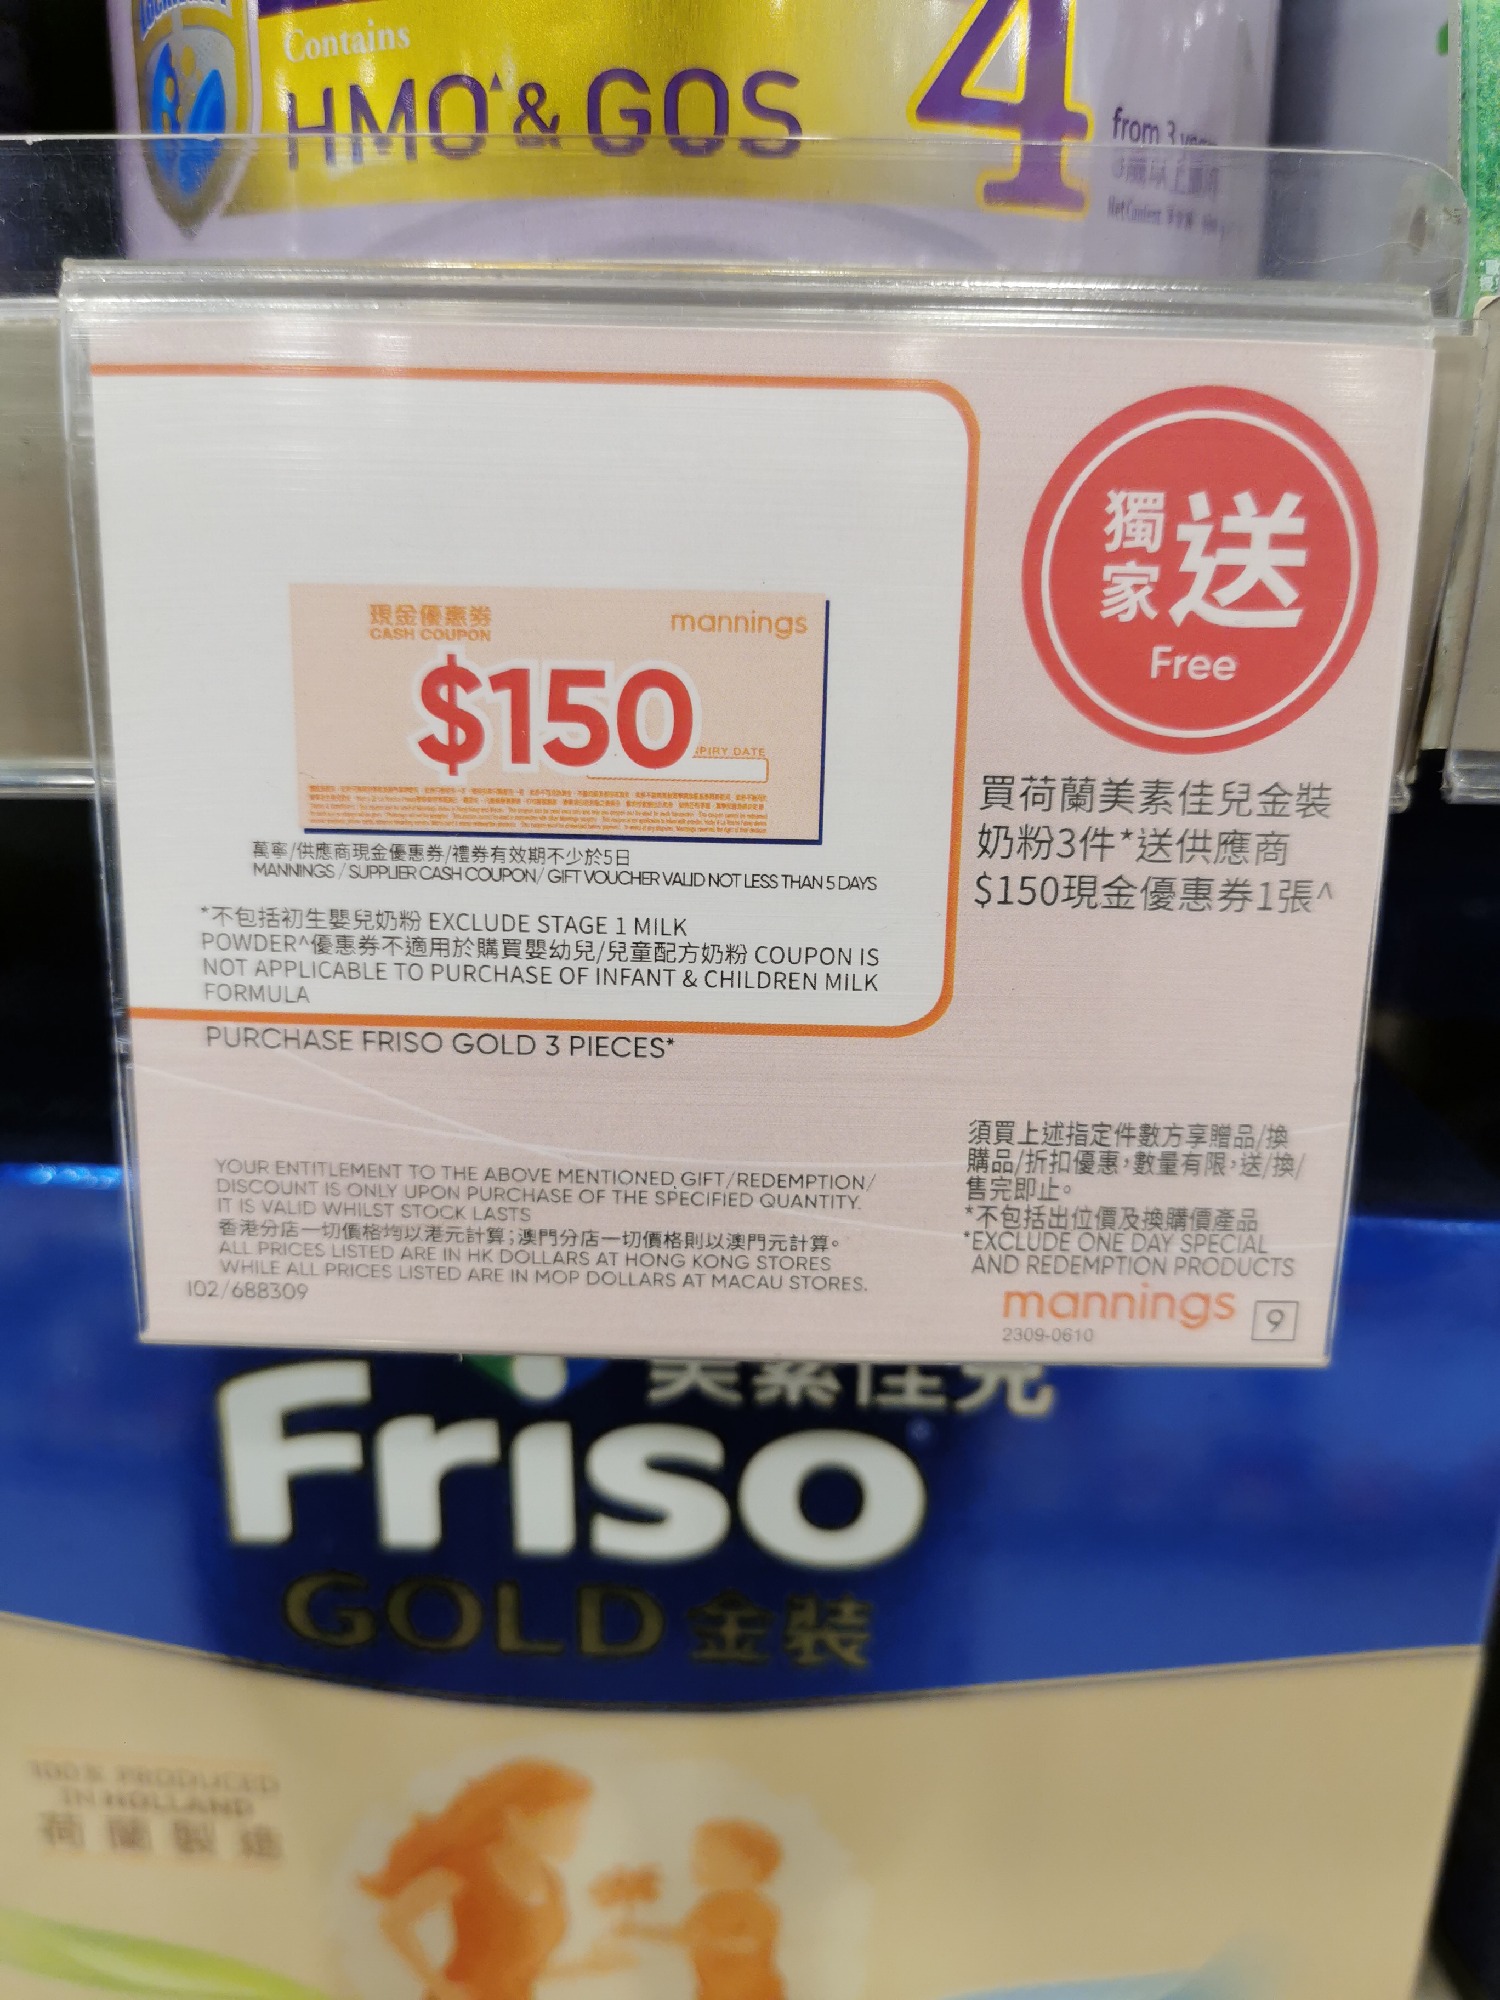 Contains
HMO▲& GOS
4
from 3 years
獨家送
Free
現金優惠券
CASH COUPON
mannings
$150
PIRY DATE
萬寧/供應商現金優惠券/禮券有效期不少於5日
MANNINGS / SUPPLIER CASH COUPON/ GIFT VOUCHER VALID NOT LESS THAN 5 DAYS
*不包括初生嬰兒奶粉 EXCLUDE STAGE 1 MILK
POWDER^優惠券不適用於購買嬰幼兒/兒童配方奶粉 COUPON IS
NOT APPLICABLE TO PURCHASE OF INFANT & CHILDREN MILK
FORMULA
PURCHASE FRISO GOLD 3 PIECES*
買荷蘭美素佳兒金裝
奶粉3件*送供應商
$150現金優惠券1張^
YOUR ENTITLEMENT TO THE ABOVE MENTIONED GIFT/REDEMPTION/
DISCOUNT IS ONLY UPON PURCHASE OF THE SPECIFIED QUANTITY.
IT IS VALID WHILST STOCK LASTS
香港分店一切價格均以港元計算;澳門分店一切價格則以澳門元計算。
ALL PRICES LISTED ARE IN HK DOLLARS AT HONG KONG STORES
WHILE ALL PRICES LISTED ARE IN MOP DOLLARS AT MACAU STORES.
102/688309
須買上述指定件數方享贈品/換
購品/折扣優惠,數量有限,送/換/
售完即止。
*不包括出位價及換購價產品
*EXCLUDE ONE DAY SPECIAL
AND REDEMPTION PRODUCTS
mannings
9
2309-0610
美素佳兒
Friso
GOLD 金裝
100% PRODUCED
IN HOLLAND
荷蘭製造